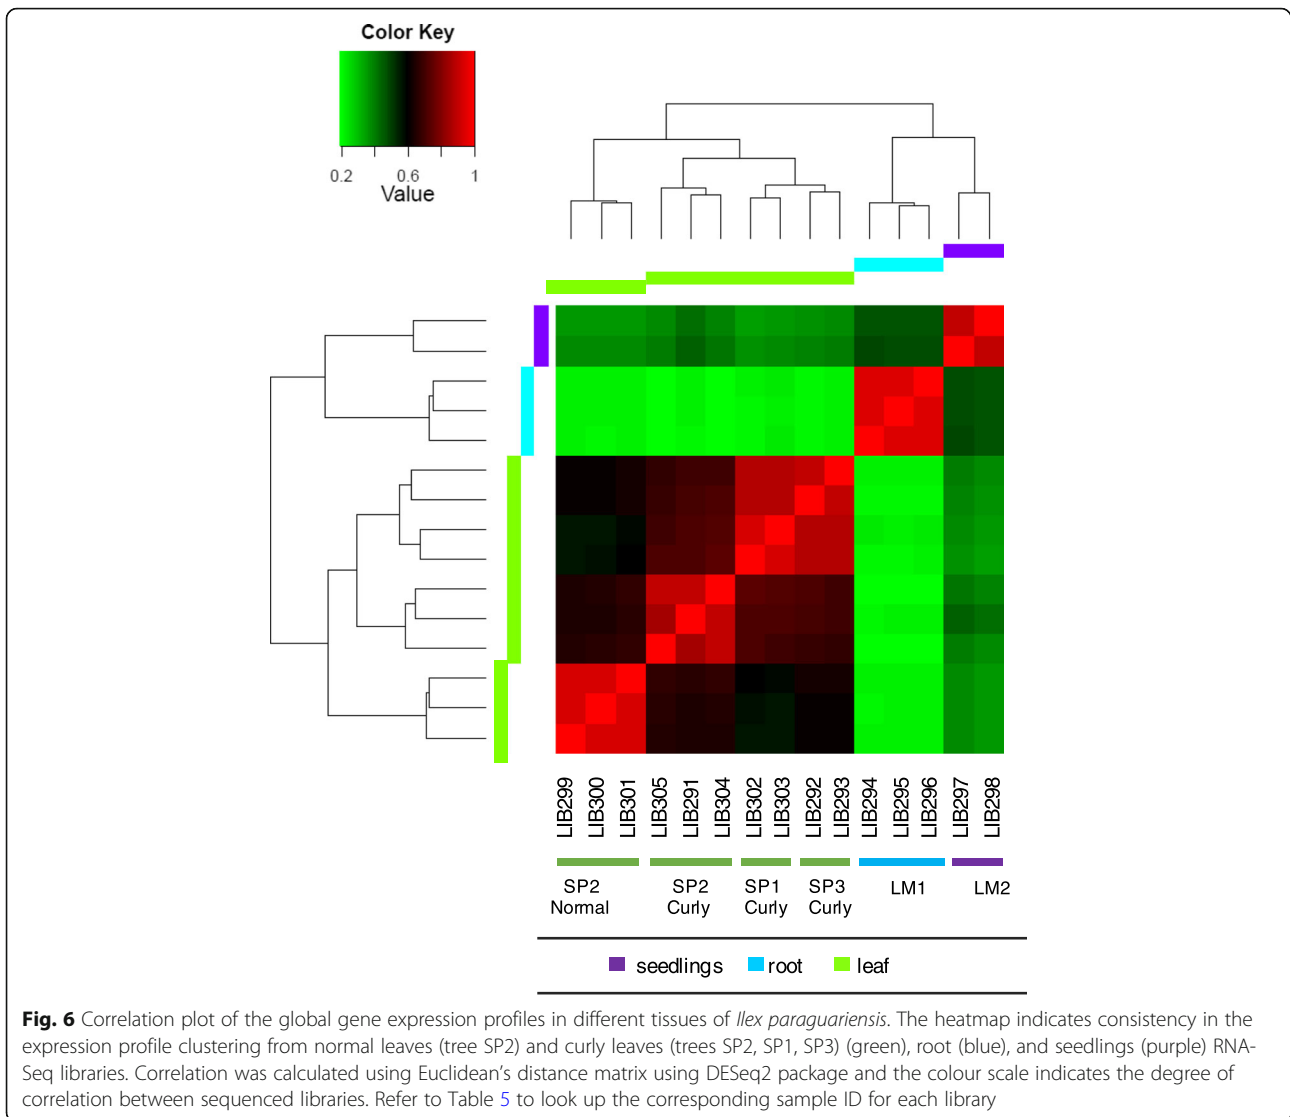 Color Key
0.2 0.6 1
Value
LIB299 LIB300 LIB301 LIB305 LIB291 LIB304 LIB302 LIB303 LIB292 LIB293 LIB294 LIB295 LIB296 LIB297 LIB298
SP2 Normal SP2 Curly SP1 Curly SP3 Curly LM1 LM2
seedlings root leaf
Fig. 6 Correlation plot of the global gene expression profiles in different tissues of Ilex paraguariensis. The heatmap indicates consistency in the
expression profile clustering from normal leaves (tree SP2) and curly leaves (trees SP2, SP1, SP3) (green), root (blue), and seedlings (purple) RNA-
Seq libraries. Correlation was calculated using Euclidean's distance matrix using DESeq2 package and the colour scale indicates the degree of
correlation between sequenced libraries. Refer to Table 5 to look up the corresponding sample ID for each library